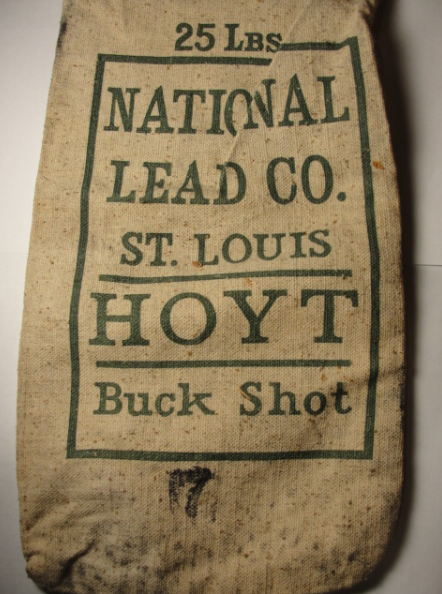 25 LBS
NATIONAL
LEAD CO.
ST. LOUIS
HOYT
Buck Shot